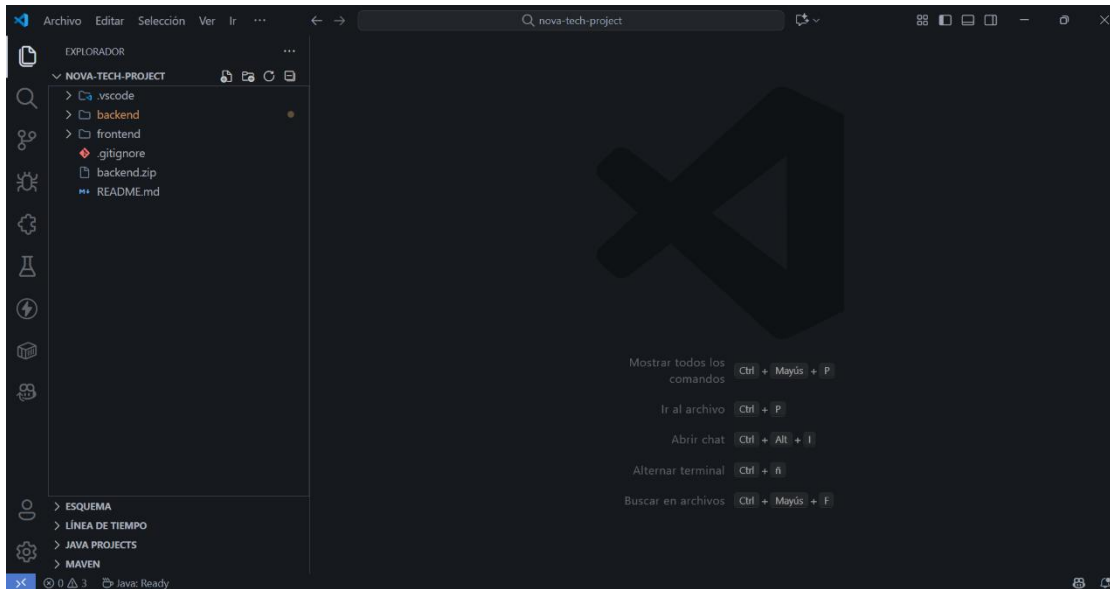 Archivo Editar Selección Ver Ir ··· nova-tech-project
EXPLORADOR ···
NOVA-TECH-PROJECT
.vscode
backend
frontend
.gitignore
backend.zip
README.md
Mostrar todos los comandos Ctrl + Mayús + P
Ir al archivo Ctrl + P
Abrir chat Ctrl + Alt + I
Alternar terminal Ctrl + ñ
Buscar en archivos Ctrl + Mayús + F
ESQUEMA
LÍNEA DE TIEMPO
JAVA PROJECTS
MAVEN
0 3 Java: Ready